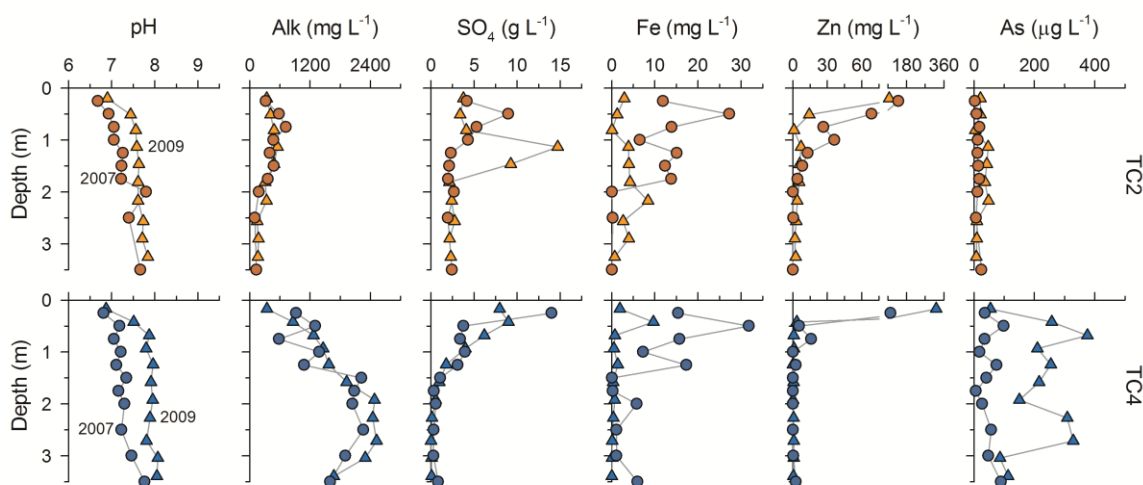 pH Alk (mg L⁻¹) SO₄ (g L⁻¹) Fe (mg L⁻¹) Zn (mg L⁻¹) As (μg L⁻¹)
6 7 8 9 0 1200 2400 0 5 10 15 0 10 20 30 0 30 60 180 360 0 200 400
0
1
2
3
Depth (m)
2009
2007
TC2
0
1
2
3
Depth (m)
2009
2007
TC4